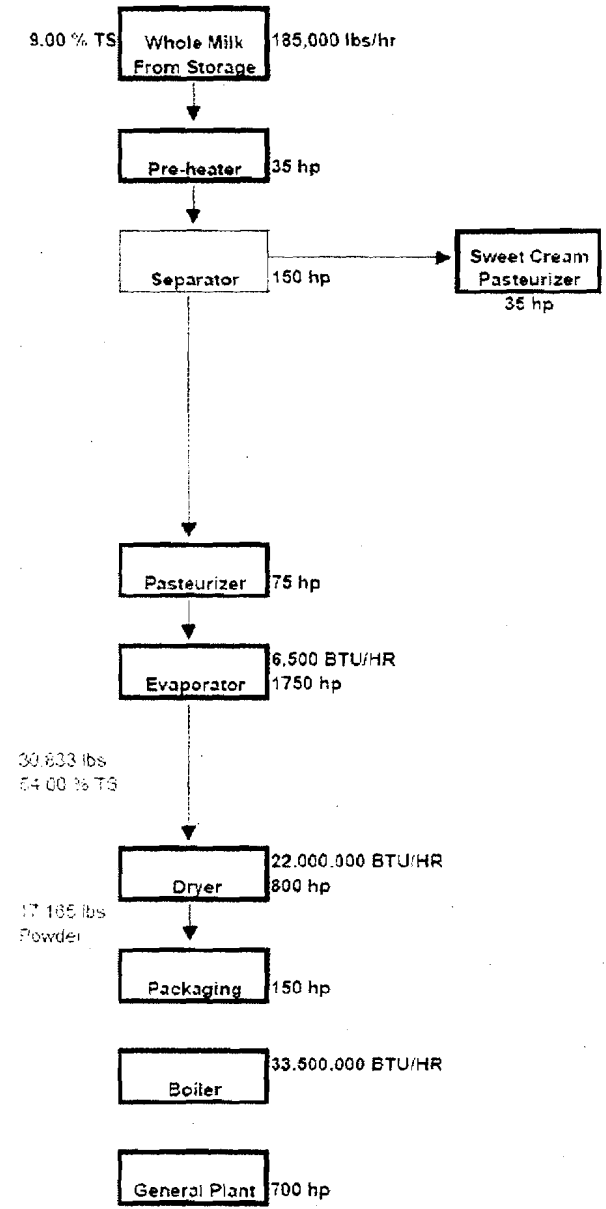 9.00 % TS
Whole Milk
From Storage
185,000 lbs/hr
Pre-heater
35 hp
Separator
150 hp
Sweet Cream
Pasteurizer
35 hp
Pasteurizer
75 hp
6,500 BTU/HR
Evaporator
1750 hp
30.833 lbs
54.00 % TS
22.000.000 BTU/HR
Dryer
800 hp
17.165 lbs
Powder
Packaging
150 hp
33.500.000 BTU/HR
Boiler
General Plant
700 hp